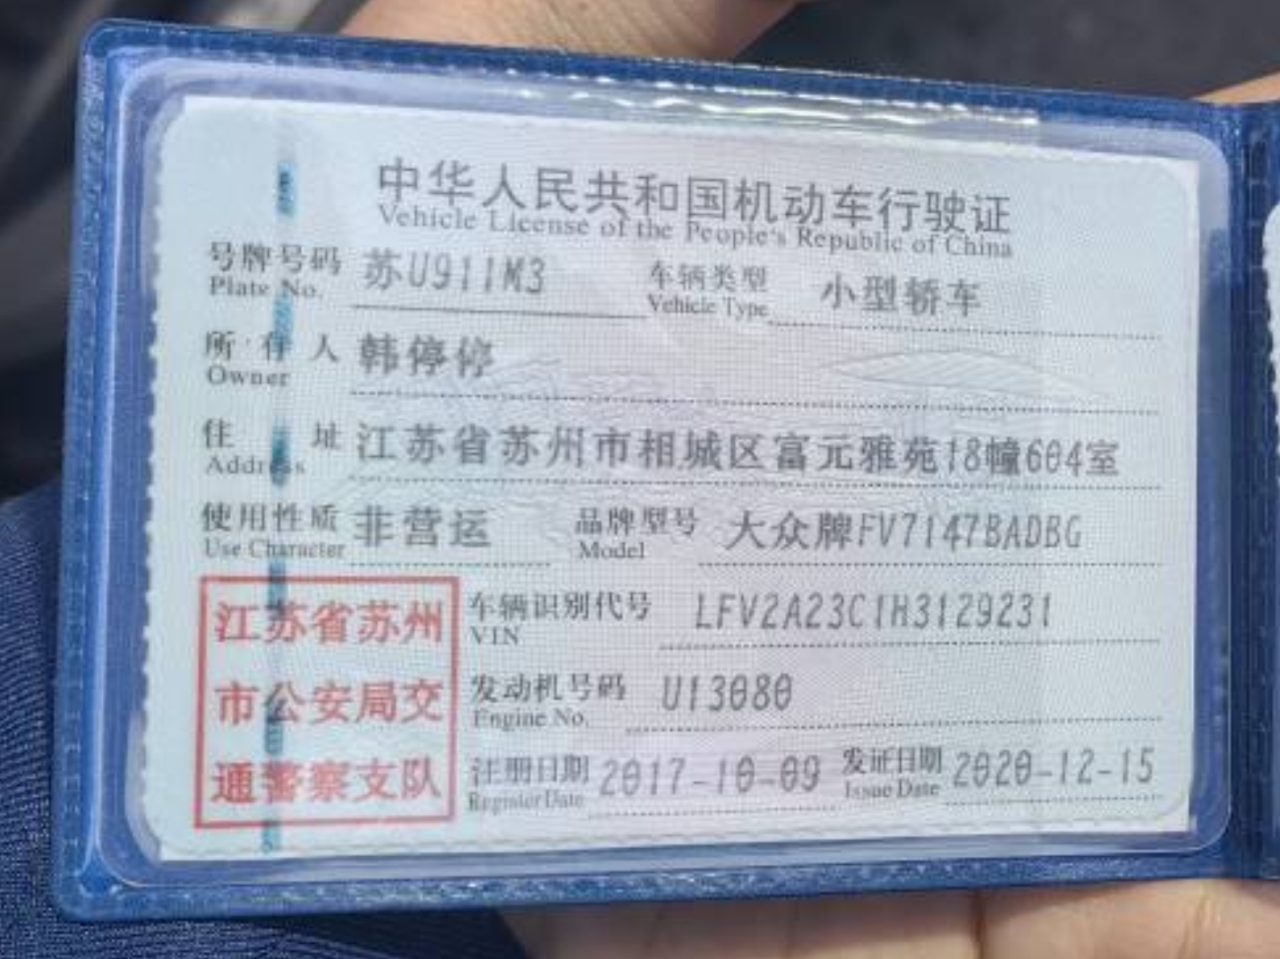 中华人民共和国机动车行驶证
Vehicle License of the People's Republic of China
号牌号码 苏U911M3 车辆类型 小型轿车
Plate No. Vehicle Type
所有人 韩停停
Owner
住址 江苏省苏州市相城区富元雅苑18幢604室
Address
使用性质 非营运 品牌型号 大众牌FV7147BADBG
Use Character Model
江苏省苏州
市公安局交
通警察支队
车辆识别代号 LFV2A23C1H3129231
VIN
发动机号码 U13080
Engine No.
注册日期 2017-10-09 发证日期 2020-12-15
Register Date Issue Date